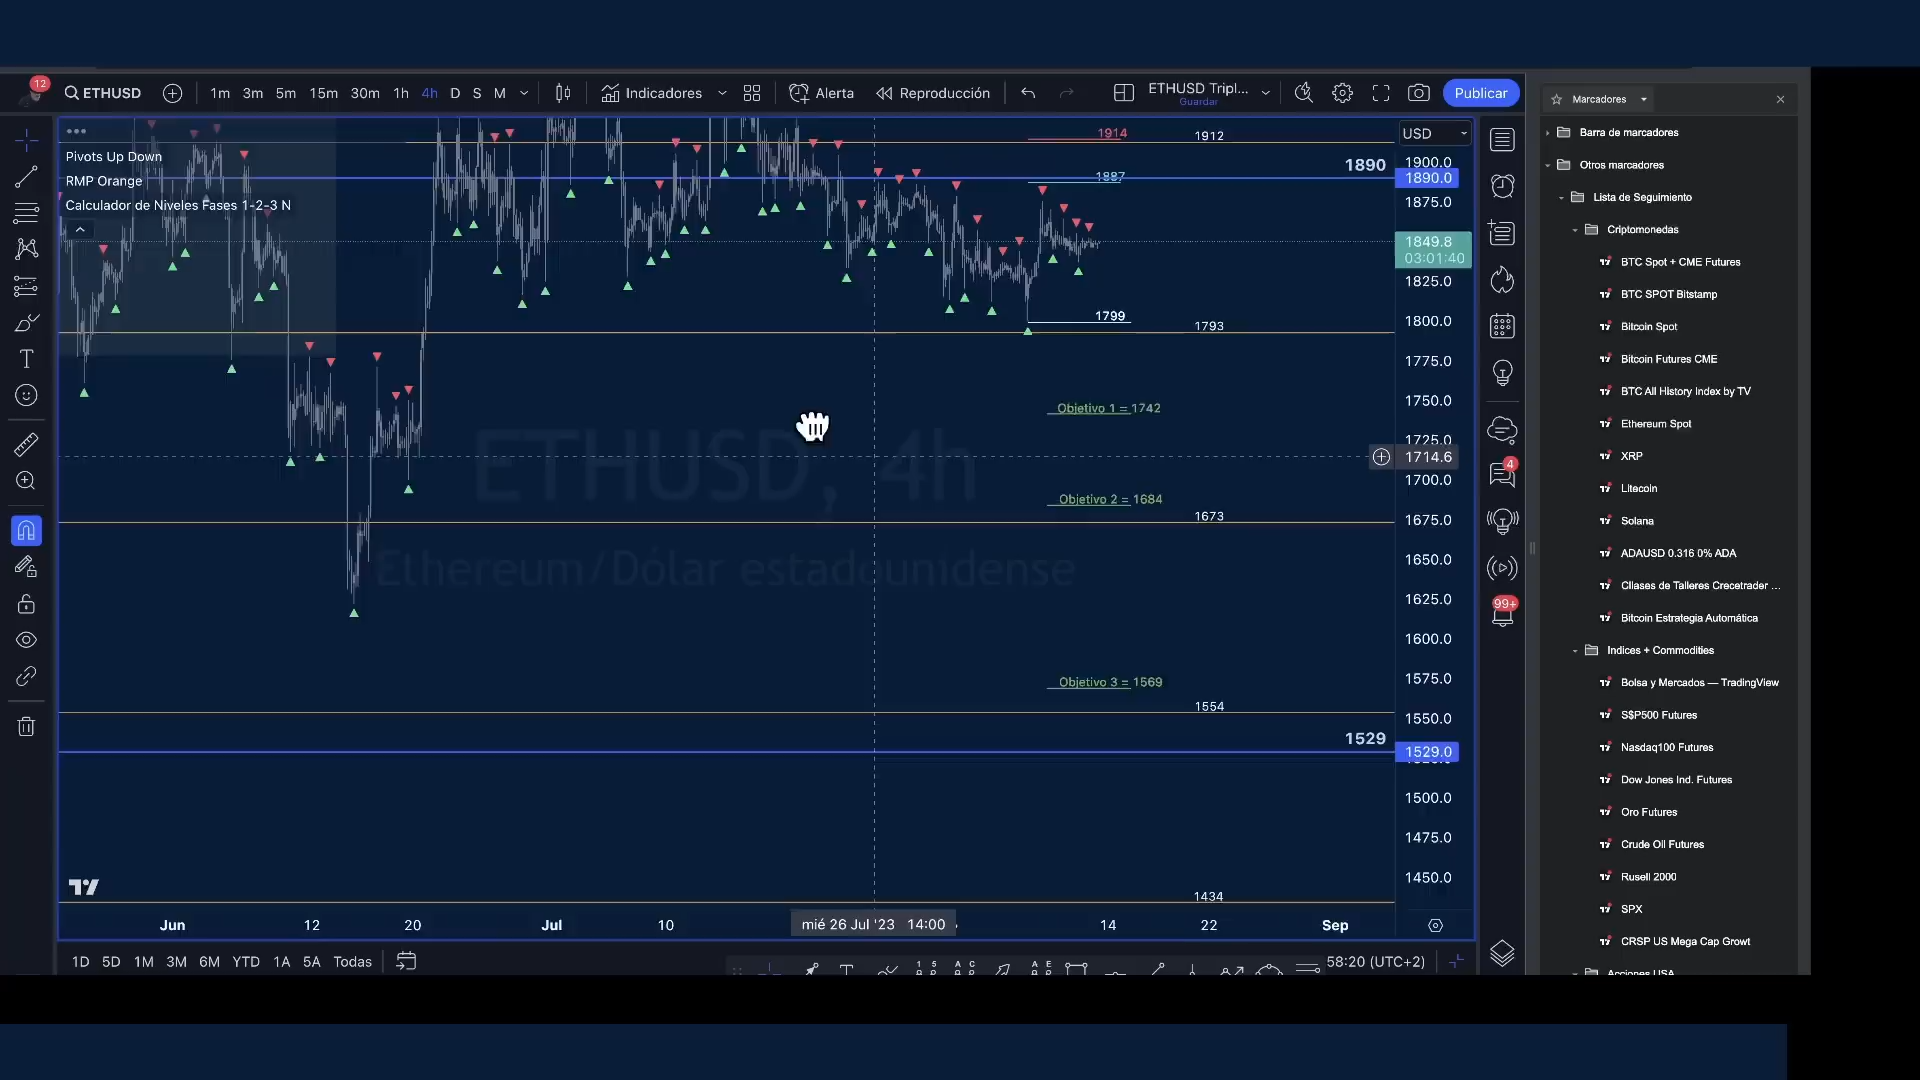 12
ETHUSD
1m 3m 5m 15m 30m 1h 4h D S M
Indicadores
Alerta
Reproducción
ETHUSD Tripl...
Guardar
Publicar
Pivots Up Down
RMP Orange
Calculador de Niveles Fases 1-2-3 N
1914
1912
1890
1887
1799
1793
Objetivo 1 = 1742
Objetivo 2 = 1684
1673
Objetivo 3 = 1569
1554
1529
1434
ETHUSD, 4h
Ethereum/Dólar estadounidense
USD
1900.0
1890.0
1875.0
1849.8
03:01:40
1825.0
1800.0
1775.0
1750.0
1725.0
1714.6
1700.0
1675.0
1650.0
1625.0
1600.0
1575.0
1550.0
1529.0
1500.0
1475.0
1450.0
Jun 12 20 Jul 10 mié 26 Jul '23 14:00 14 22 Sep
1D 5D 1M 3M 6M YTD 1A 5A Todas
58:20 (UTC+2)
4
99+
Marcadores
Barra de marcadores
Otros marcadores
Lista de Seguimiento
Criptomonedas
BTC Spot + CME Futures
BTC SPOT Bitstamp
Bitcoin Spot
Bitcoin Futures CME
BTC All History Index by TV
Ethereum Spot
XRP
Litecoin
Solana
ADAUSD 0.316 0% ADA
Cliases de Talleres Crecetrader ...
Bitcoin Estrategia Automática
Indices + Commodities
Bolsa y Mercados — TradingView
S$P500 Futures
Nasdaq100 Futures
Dow Jones Ind. Futures
Oro Futures
Crude Oil Futures
Rusell 2000
SPX
CRSP US Mega Cap Growt
Acciones USA